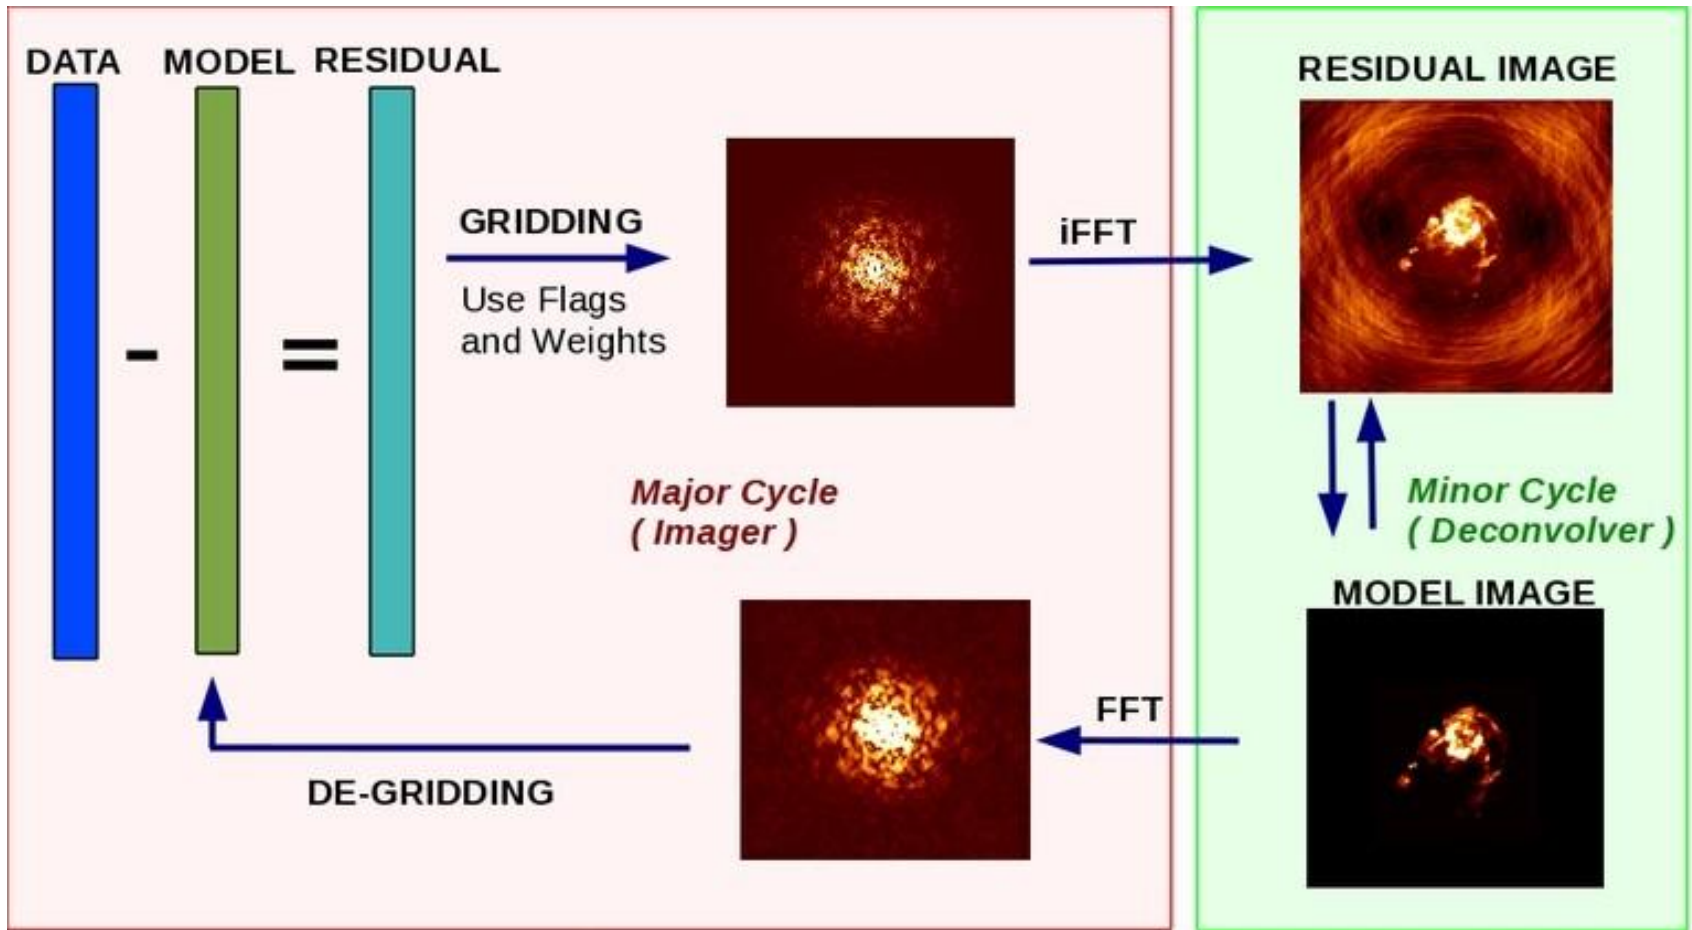 DATA MODEL RESIDUAL
- =
GRIDDING
Use Flags
and Weights
iFFT
RESIDUAL IMAGE
Major Cycle
( Imager )
Minor Cycle
( Deconvolver )
MODEL IMAGE
FFT
DE-GRIDDING